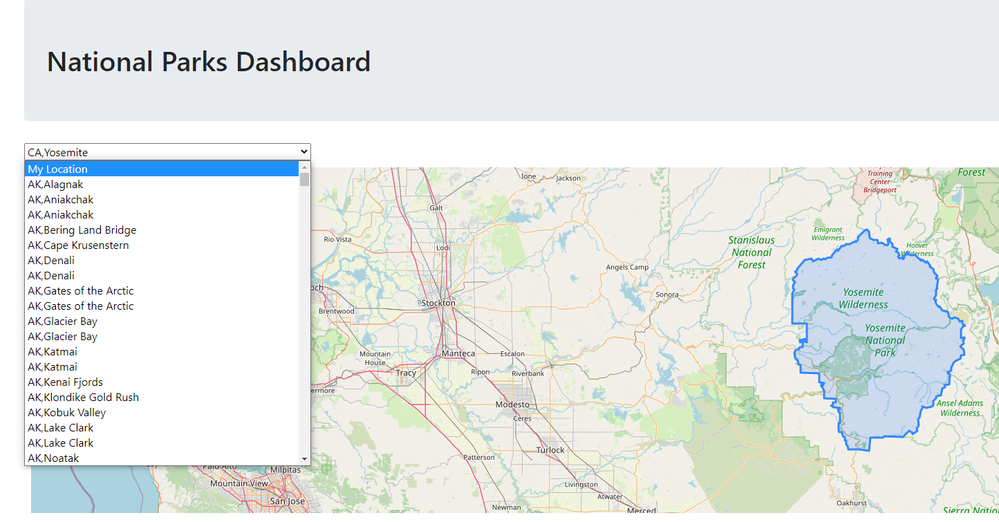 National Parks Dashboard
CA,Yosemite
My Location
AK,Alagnak
AK,Aniakchak
AK,Aniakchak
AK,Bering Land Bridge
AK,Cape Krusenstern
AK,Denali
AK,Denali
AK,Gates of the Arctic
AK,Gates of the Arctic
AK,Glacier Bay
AK,Glacier Bay
AK,Katmai
AK,Katmai
AK,Kenai Fjords
AK,Klondike Gold Rush
AK,Kobuk Valley
AK,Lake Clark
AK,Lake Clark
AK,Noatak
Ione
Jackson
Training
Center
Bridgeport
Forest
Galt
Rio Vista
Lodi
Stanislaus
National
Forest
Emigrant
Wilderness
Hoover
Wilderness
Angels Camp
Sonora
Stockton
Brentwood
Yosemite
Wilderness
Yosemite
National
Park
Mountain
House
Manteca
Escalon
Tracy
Ripon
Riverbank
Modesto
Ceres
Ansel Adams
Wilderness
Turlock
Patterson
Palo Alto
Milpitas
Mountain View
San Jose
Livingston
Atwater
Newman
Merced
Oakhurst